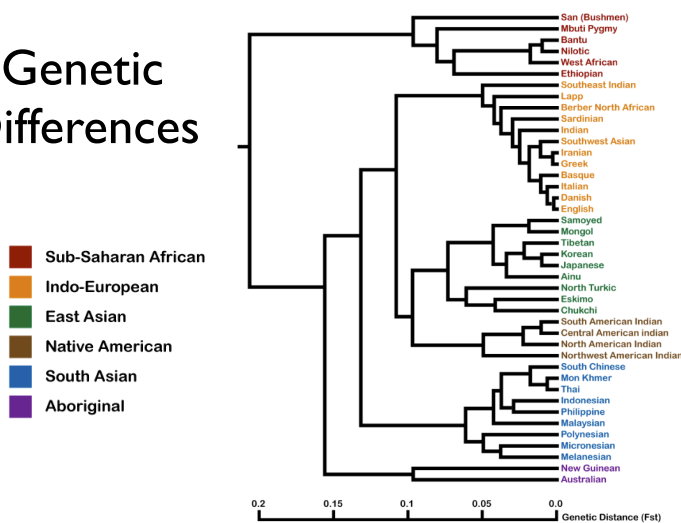 Genetic
Differences
Sub-Saharan African
Indo-European
East Asian
Native American
South Asian
Aboriginal
San (Bushmen)
Mbuti Pygmy
Bantu
Nilotic
West African
Ethiopian
Southeast Indian
Lapp
Berber North African
Sardinian
Indian
Southwest Asian
Iranian
Greek
Basque
Italian
Danish
English
Samoyed
Mongol
Tibetan
Korean
Japanese
Ainu
North Turkic
Eskimo
Chukchi
South American Indian
Central American indian
North American Indian
Northwest American Indian
South Chinese
Mon Khmer
Thai
Indonesian
Philippine
Malaysian
Polynesian
Micronesian
Melanesian
New Guinean
Australian
0.2 0.15 0.1 0.05 0.0
Genetic Distance (Fst)